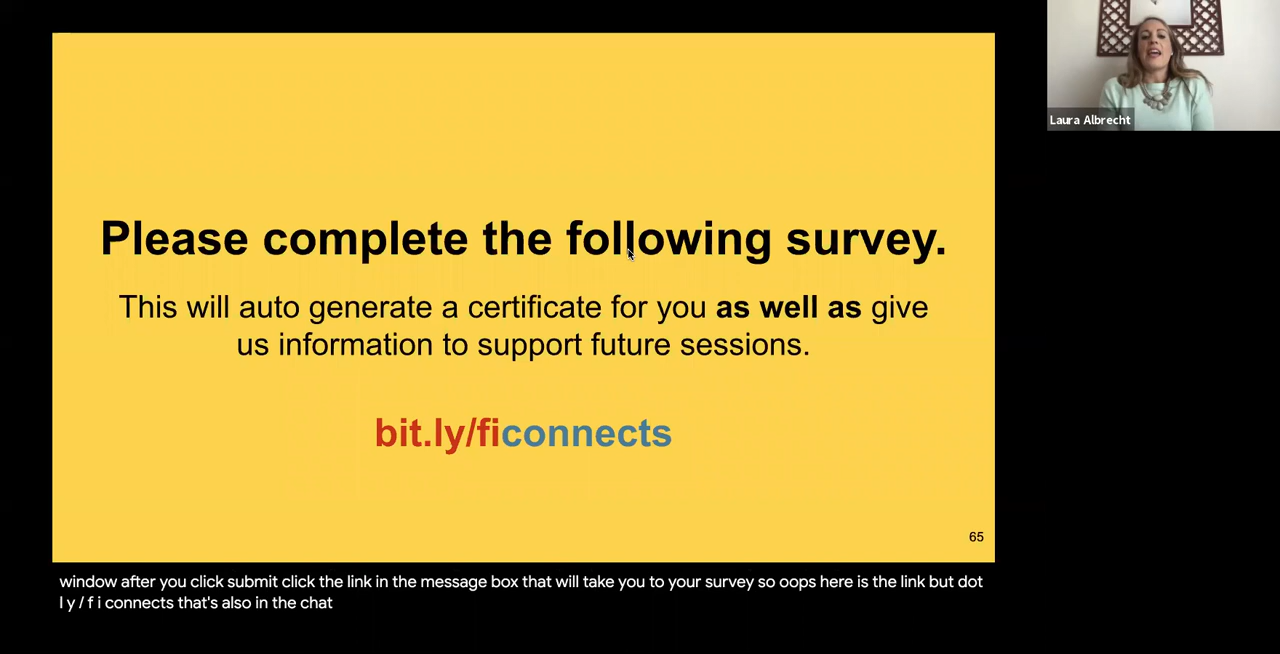 Laura Albrecht
Please complete the following survey.
This will auto generate a certificate for you as well as give
us information to support future sessions.
bit.ly/ficonnects
65
window after you click submit click the link in the message box that will take you to your survey so oops here is the link but dot
l y / f i connects that's also in the chat